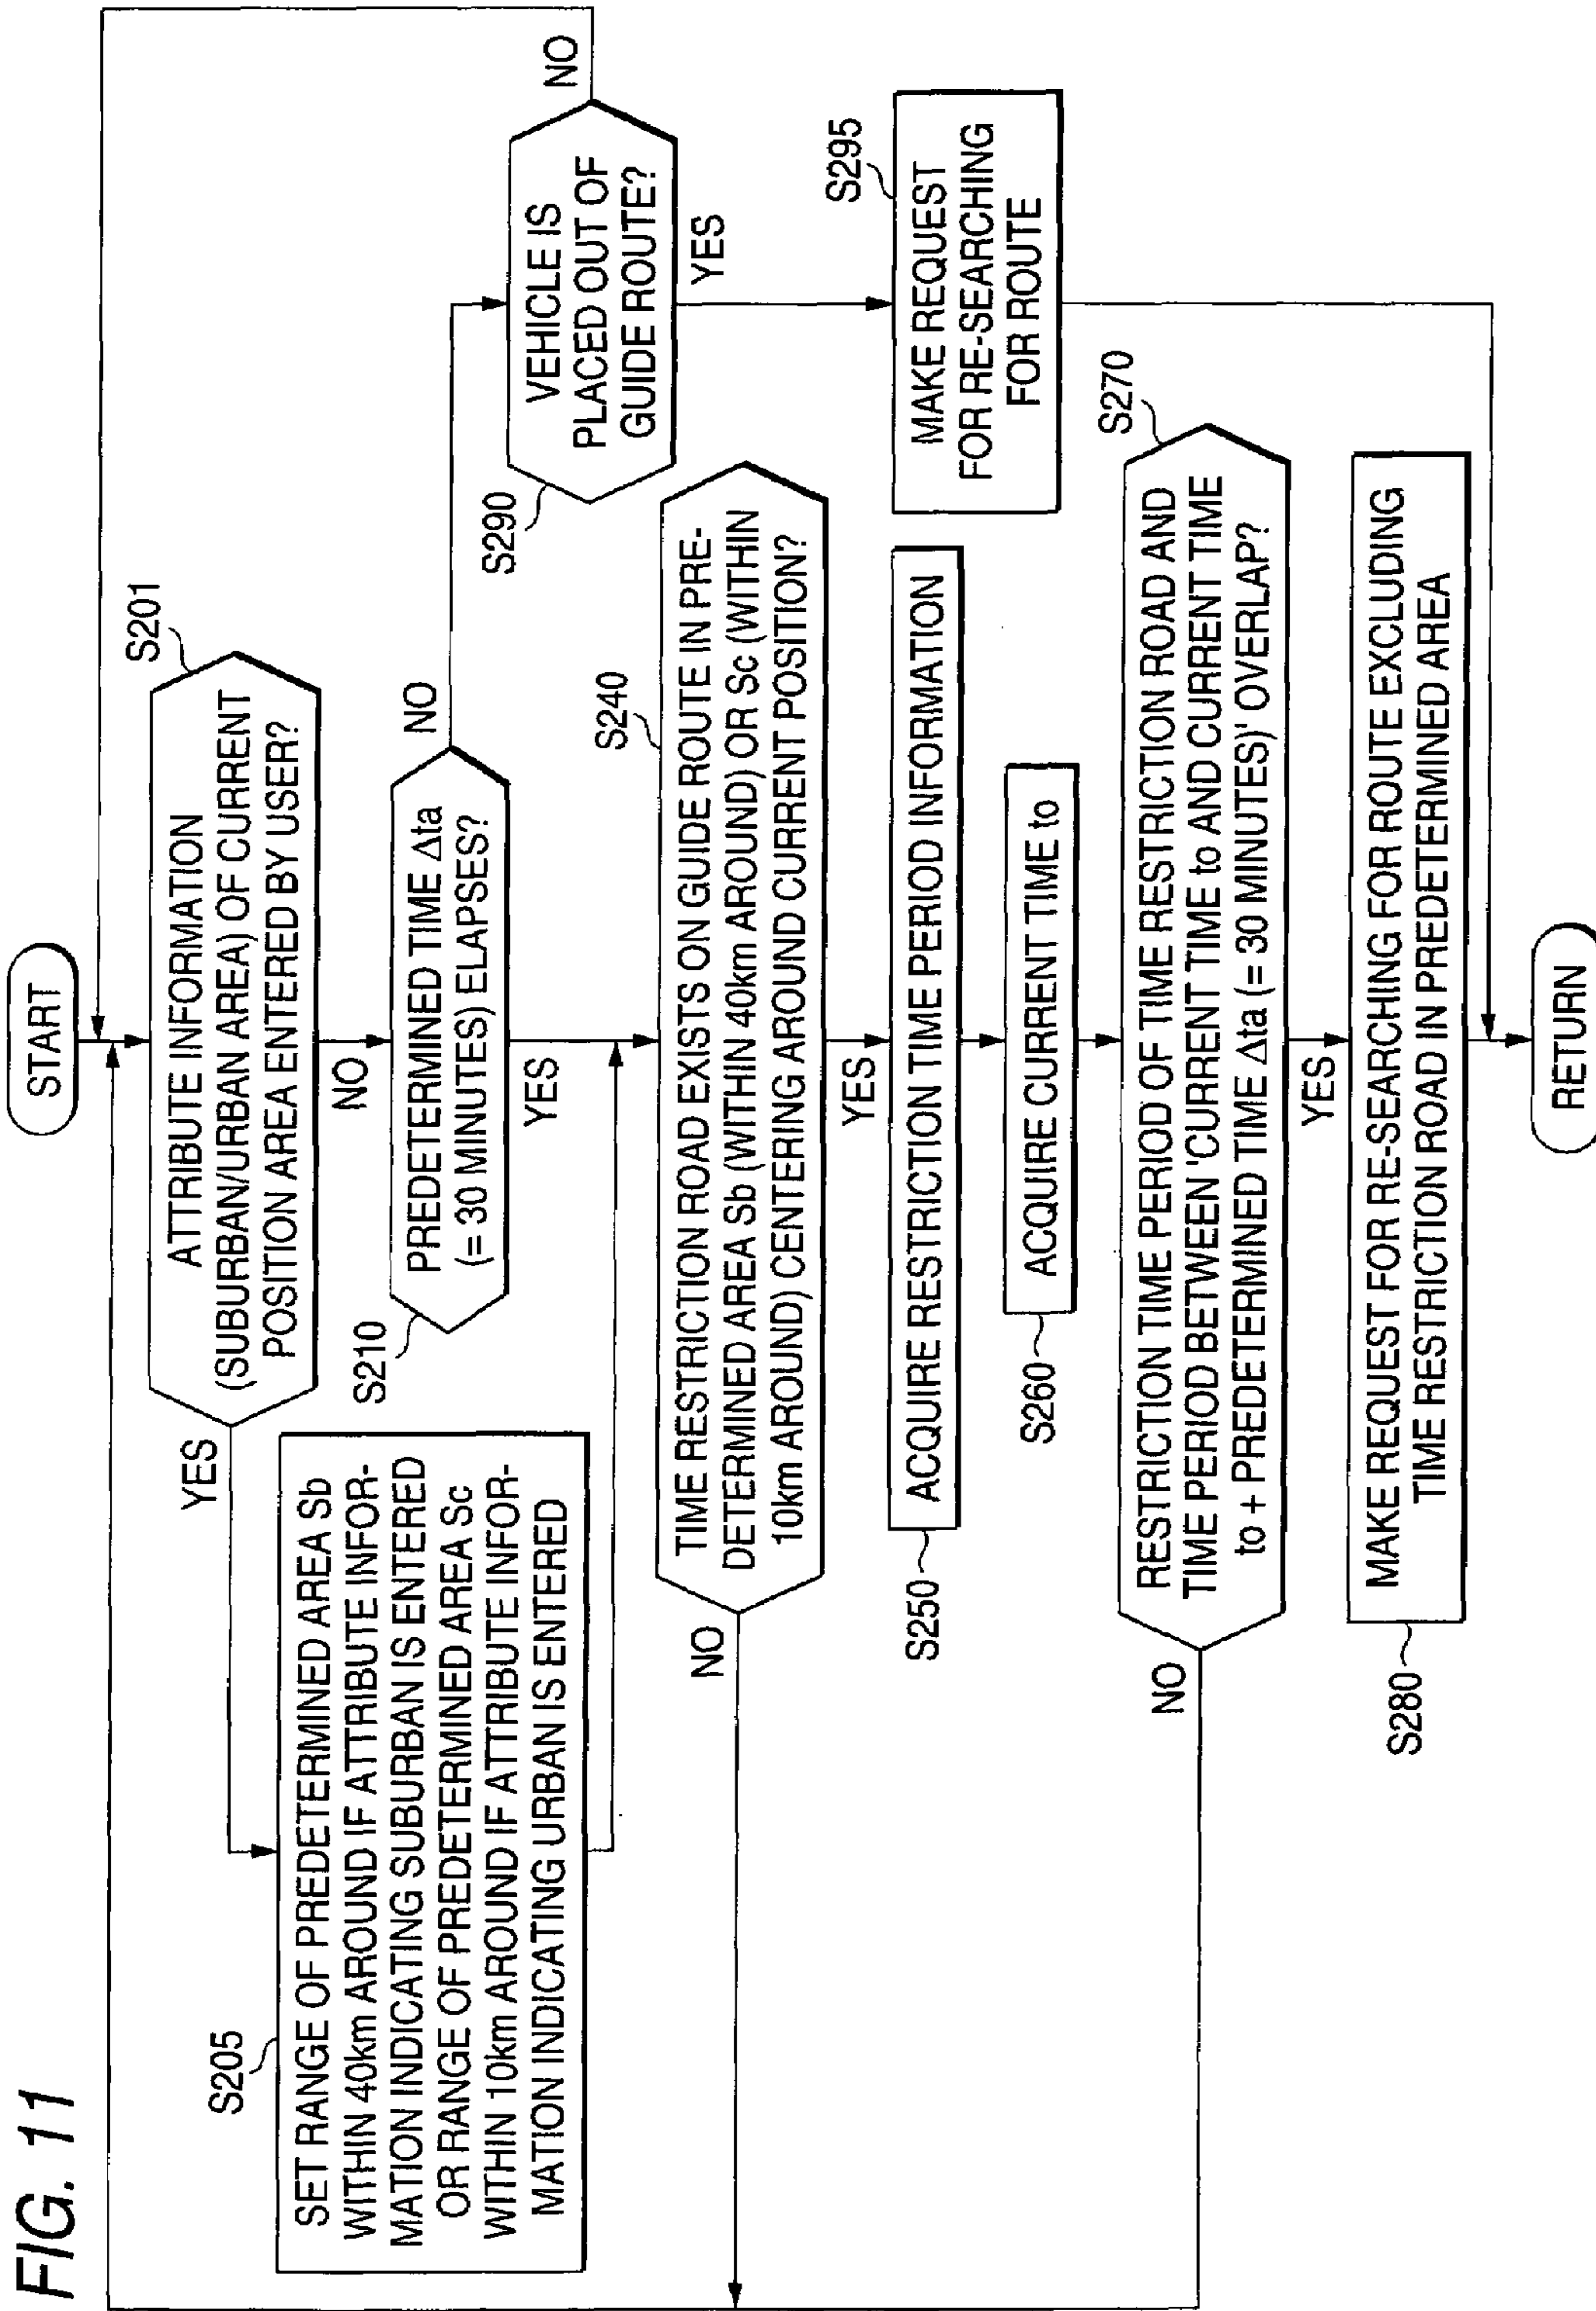 FIG. 11
START
S201
ATTRIBUTE INFORMATION
(SUBURBAN/URBAN AREA) OF CURRENT
POSITION AREA ENTERED BY USER?
YES
NO
S205
SET RANGE OF PREDETERMINED AREA Sb
WITHIN 40km AROUND IF ATTRIBUTE INFOR-
MATION INDICATING SUBURBAN IS ENTERED
OR RANGE OF PREDETERMINED AREA Sc
WITHIN 10km AROUND IF ATTRIBUTE INFOR-
MATION INDICATING URBAN IS ENTERED
S210
PREDETERMINED TIME Δta
(= 30 MINUTES) ELAPSES?
NO
YES
S290
VEHICLE IS
PLACED OUT OF
GUIDE ROUTE?
NO
YES
S240
TIME RESTRICTION ROAD EXISTS ON GUIDE ROUTE IN PRE-
DETERMINED AREA Sb (WITHIN 40km AROUND) OR Sc (WITHIN
10km AROUND) CENTERING AROUND CURRENT POSITION?
NO
YES
S295
MAKE REQUEST
FOR RE-SEARCHING
FOR ROUTE
S250
ACQUIRE RESTRICTION TIME PERIOD INFORMATION
S260
ACQUIRE CURRENT TIME to
S270
RESTRICTION TIME PERIOD OF TIME RESTRICTION ROAD AND
TIME PERIOD BETWEEN 'CURRENT TIME to AND CURRENT TIME
to + PREDETERMINED TIME Δta (= 30 MINUTES)' OVERLAP?
NO
YES
S280
MAKE REQUEST FOR RE-SEARCHING FOR ROUTE EXCLUDING
TIME RESTRICTION ROAD IN PREDETERMINED AREA
RETURN